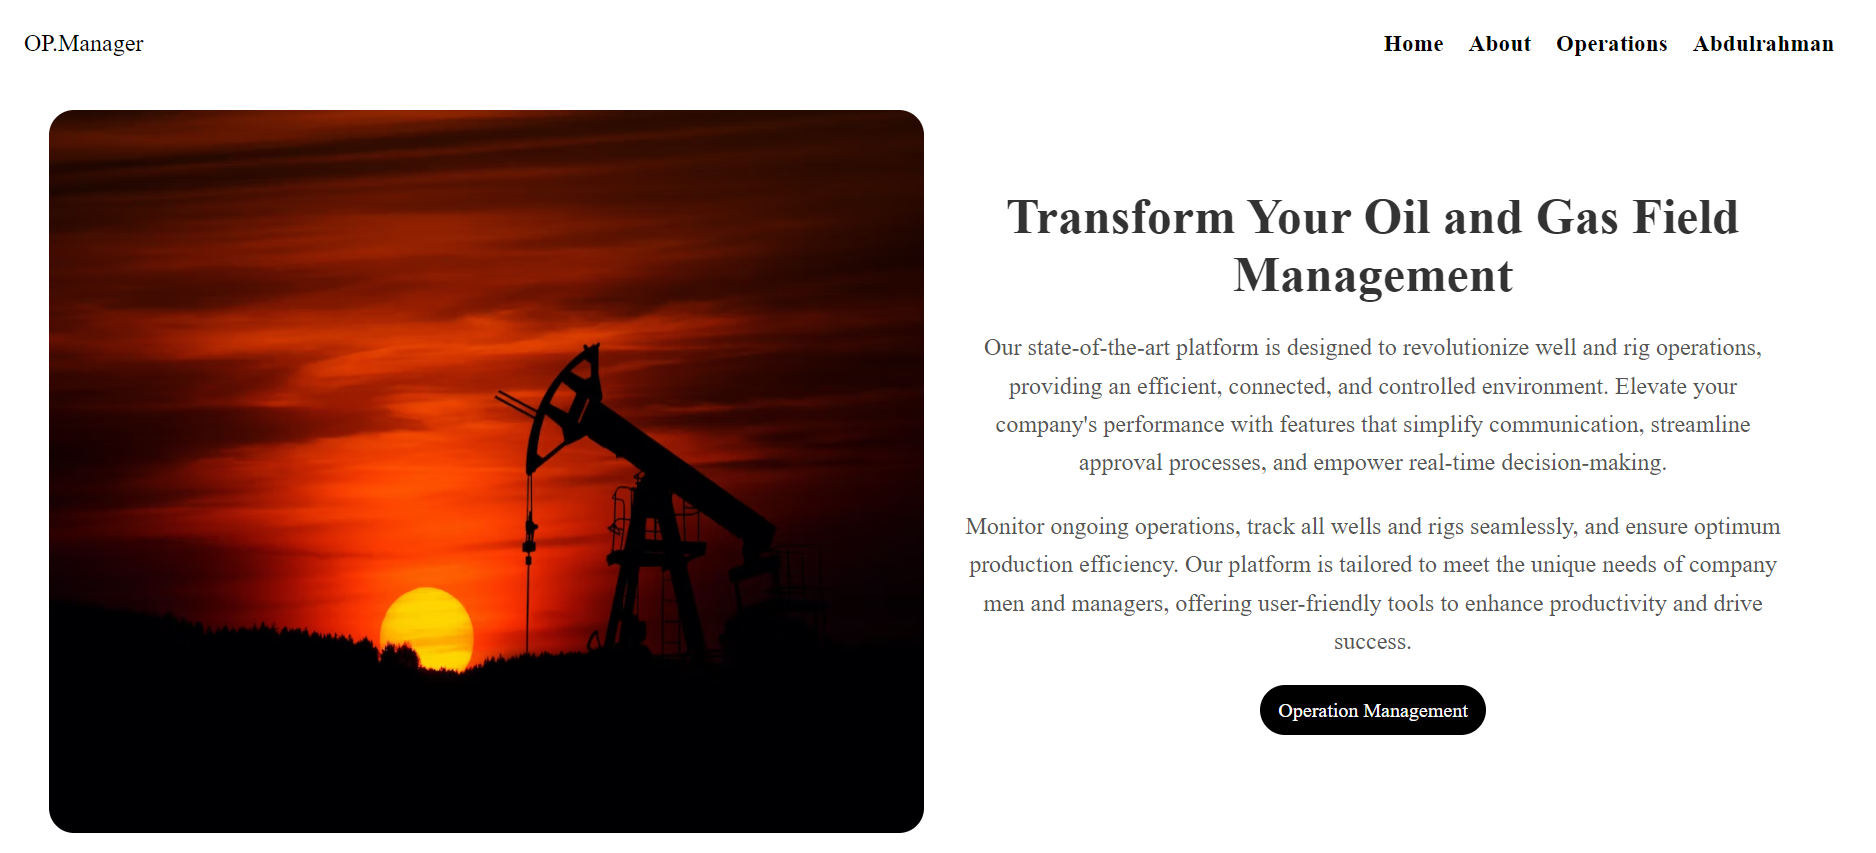 OP.Manager
Home About Operations Abdulrahman
Transform Your Oil and Gas Field
Management
Our state-of-the-art platform is designed to revolutionize well and rig operations,
providing an efficient, connected, and controlled environment. Elevate your
company's performance with features that simplify communication, streamline
approval processes, and empower real-time decision-making.
Monitor ongoing operations, track all wells and rigs seamlessly, and ensure optimum
production efficiency. Our platform is tailored to meet the unique needs of company
men and managers, offering user-friendly tools to enhance productivity and drive
success.
Operation Management